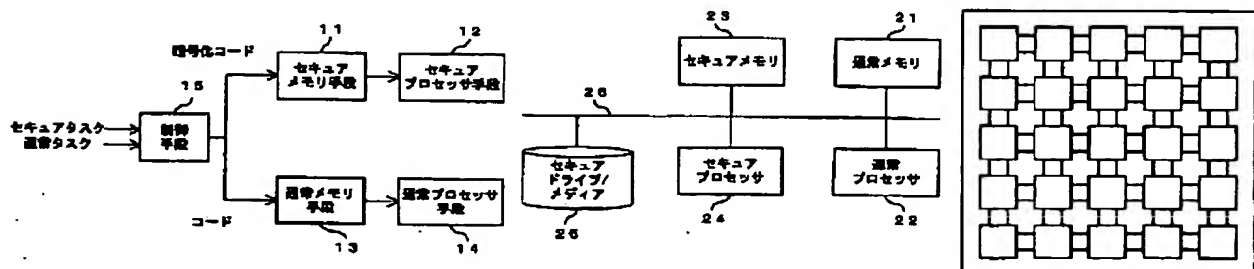 暗号化コード
11
セキュア
メモリ手段
12
セキュア
プロセッサ手段
15
セキュアタスク
通常タスク
制御
手段
コード
通常メモリ
手段
13
通常プロセッサ
手段
14
23
セキュアメモリ
21
通常メモリ
26
セキュア
ドライブ/
メディア
25
セキュア
プロセッサ
24
通常
プロセッサ
22